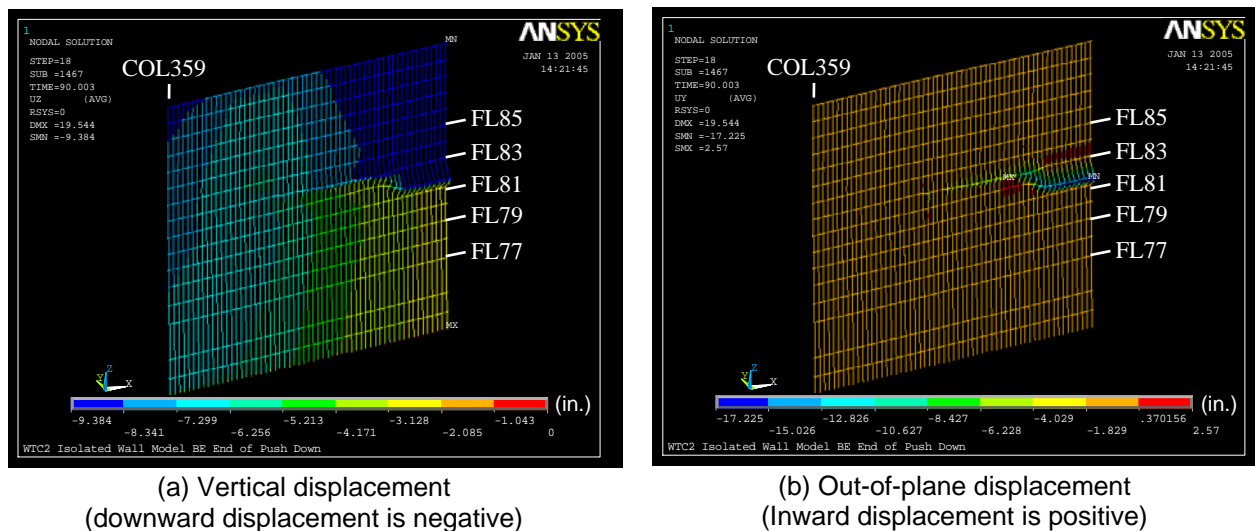 1
NODAL SOLUTION
STEP=18
SUB =1467
TIME=90.003
UZ (AVG)
RSYS=0
DMX =19.544
SMN =-9.384
ANSYS
JAN 13 2005
14:21:45
COL359
MN
FL85
FL83
FL81
FL79
FL77
MX
Z
Y
X
(in.)
-9.384 -7.299 -5.213 -3.128 -1.043
-8.341 -6.256 -4.171 -2.085 0
WTC2 Isolated Wall Model BE End of Push Down
(a) Vertical displacement
(downward displacement is negative)
1
NODAL SOLUTION
STEP=18
SUB =1467
TIME=90.003
UY (AVG)
RSYS=0
DMX =19.544
SMN =-17.225
SMX =2.57
ANSYS
JAN 13 2005
14:21:45
COL359
FL85
FL83
MX
MN
FL81
FL79
FL77
Z
Y
X
(in.)
-17.225 -12.826 -8.427 -4.029 .370156
-15.026 -10.627 -6.228 -1.829 2.57
WTC2 Isolated Wall Model BE End of Push Down
(b) Out-of-plane displacement
(Inward displacement is positive)